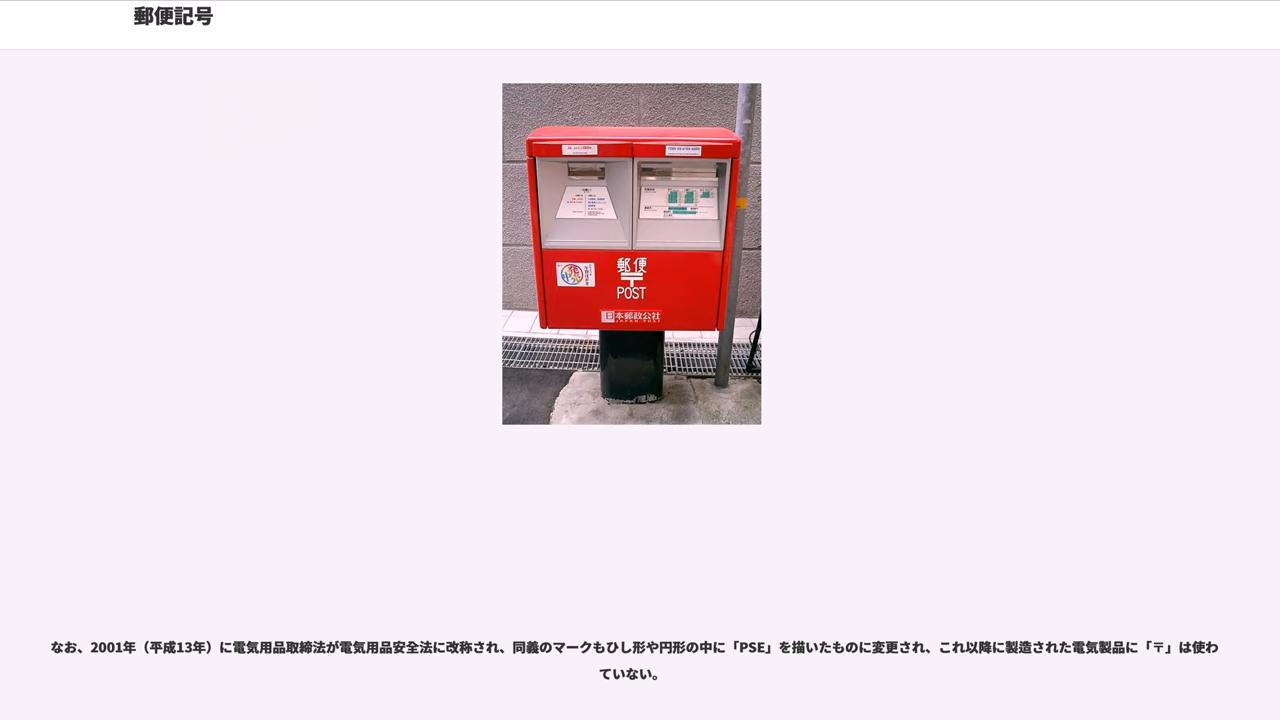 郵便記号
郵便
〒
POST
日本郵政公社
JAPAN POST
なお、2001年（平成13年）に電気用品取締法が電気用品安全法に改称され、同義のマークもひし形や円形の中に「PSE」を描いたものに変更され、これ以降に製造された電気製品に「〒」は使わ
ていない。